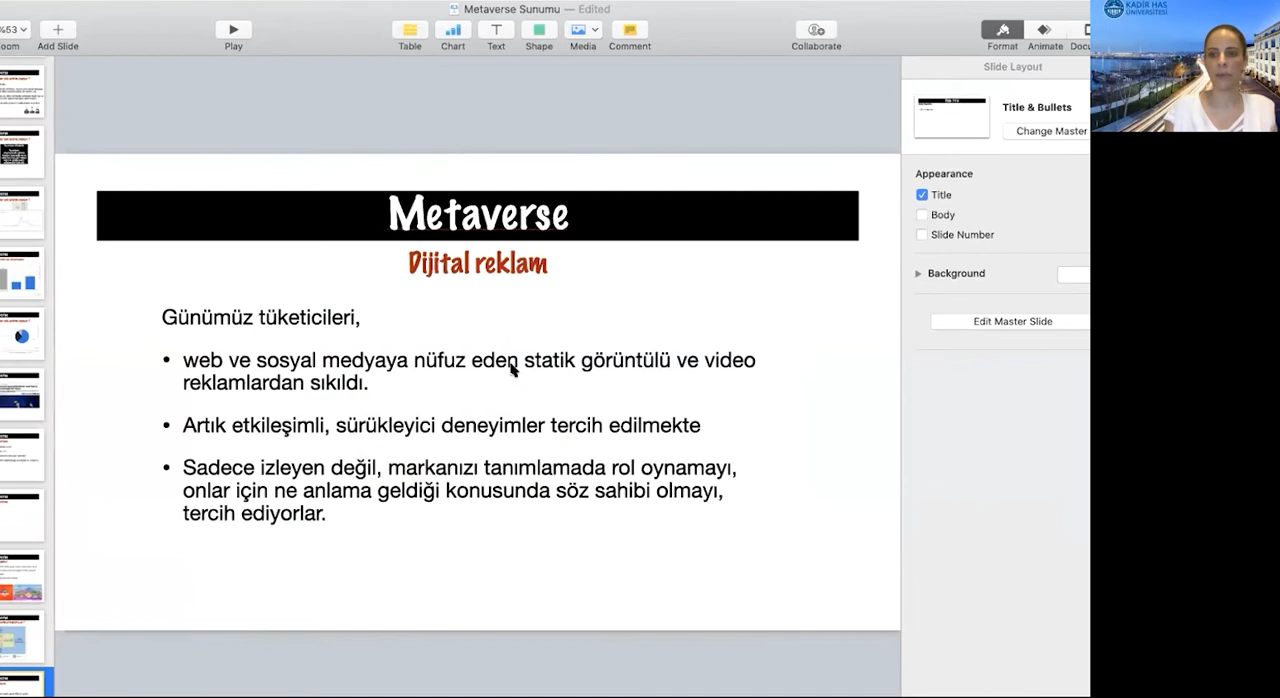 Metaverse Sunumu — Edited
%53
Zoom
Add Slide
Play
Table
Chart
Text
Shape
Media
Comment
Collaborate
Format
Animate
Docu
KADİR HAS
ÜNİVERSİTESİ
Slide Layout
Title & Bullets
Change Master
Appearance
Title
Body
Slide Number
Background
Edit Master Slide
Metaverse
Dijital reklam
Günümüz tüketicileri,
• web ve sosyal medyaya nüfuz eden statik görüntülü ve video
reklamlardan sıkıldı.
• Artık etkileşimli, sürükleyici deneyimler tercih edilmekte
• Sadece izleyen değil, markanızı tanımlamada rol oynamayı,
onlar için ne anlama geldiği konusunda söz sahibi olmayı,
tercih ediyorlar.